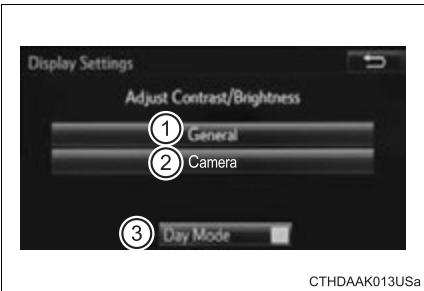 Display Settings
Adjust Contrast/Brightness
1 General
2 Camera
3 Day Mode
CTHDAAK013USa